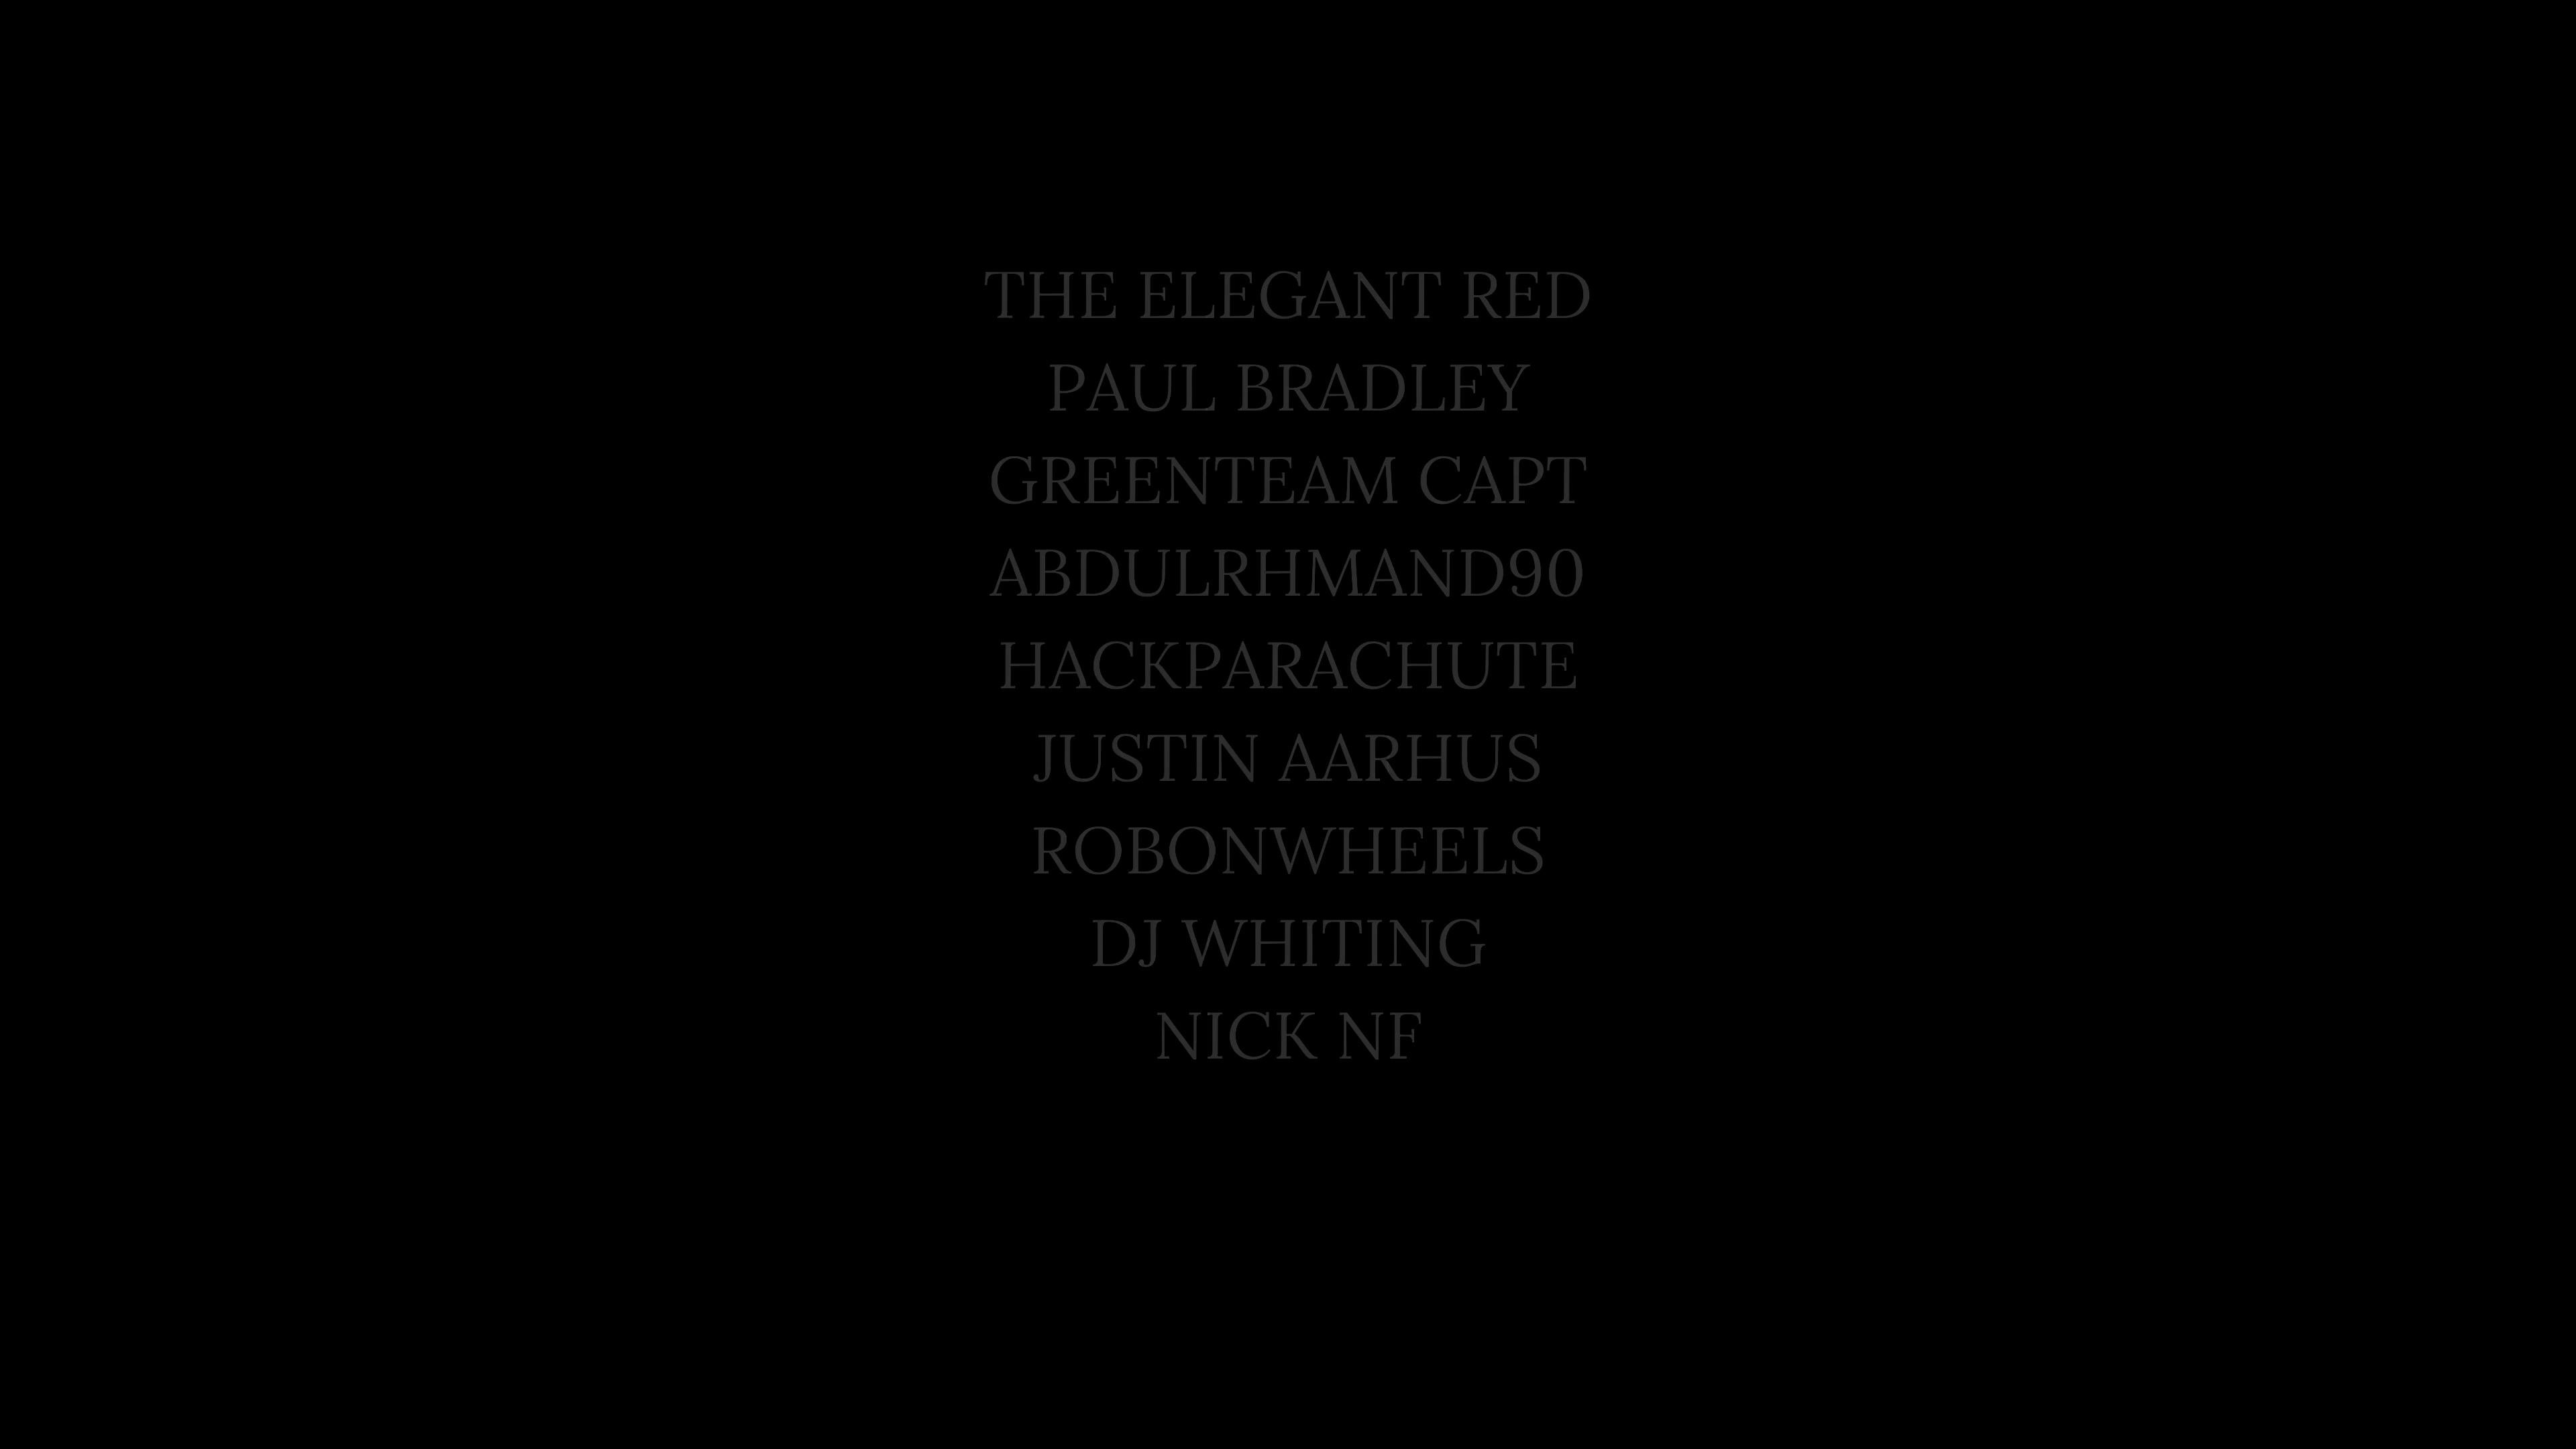 THE ELEGANT RED
PAUL BRADLEY
GREENTEAM CAPT
ABDULRHMAND90
HACKPARACHUTE
JUSTIN AARHUS
ROBONWHEELS
DJ WHITING
NICK NF